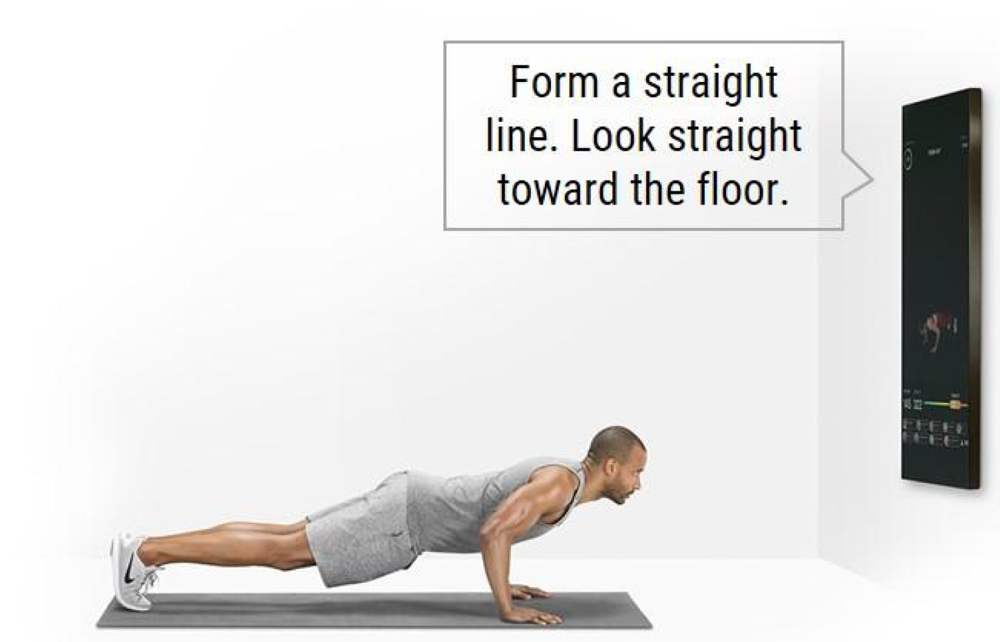 Form a straight
line. Look straight
toward the floor.